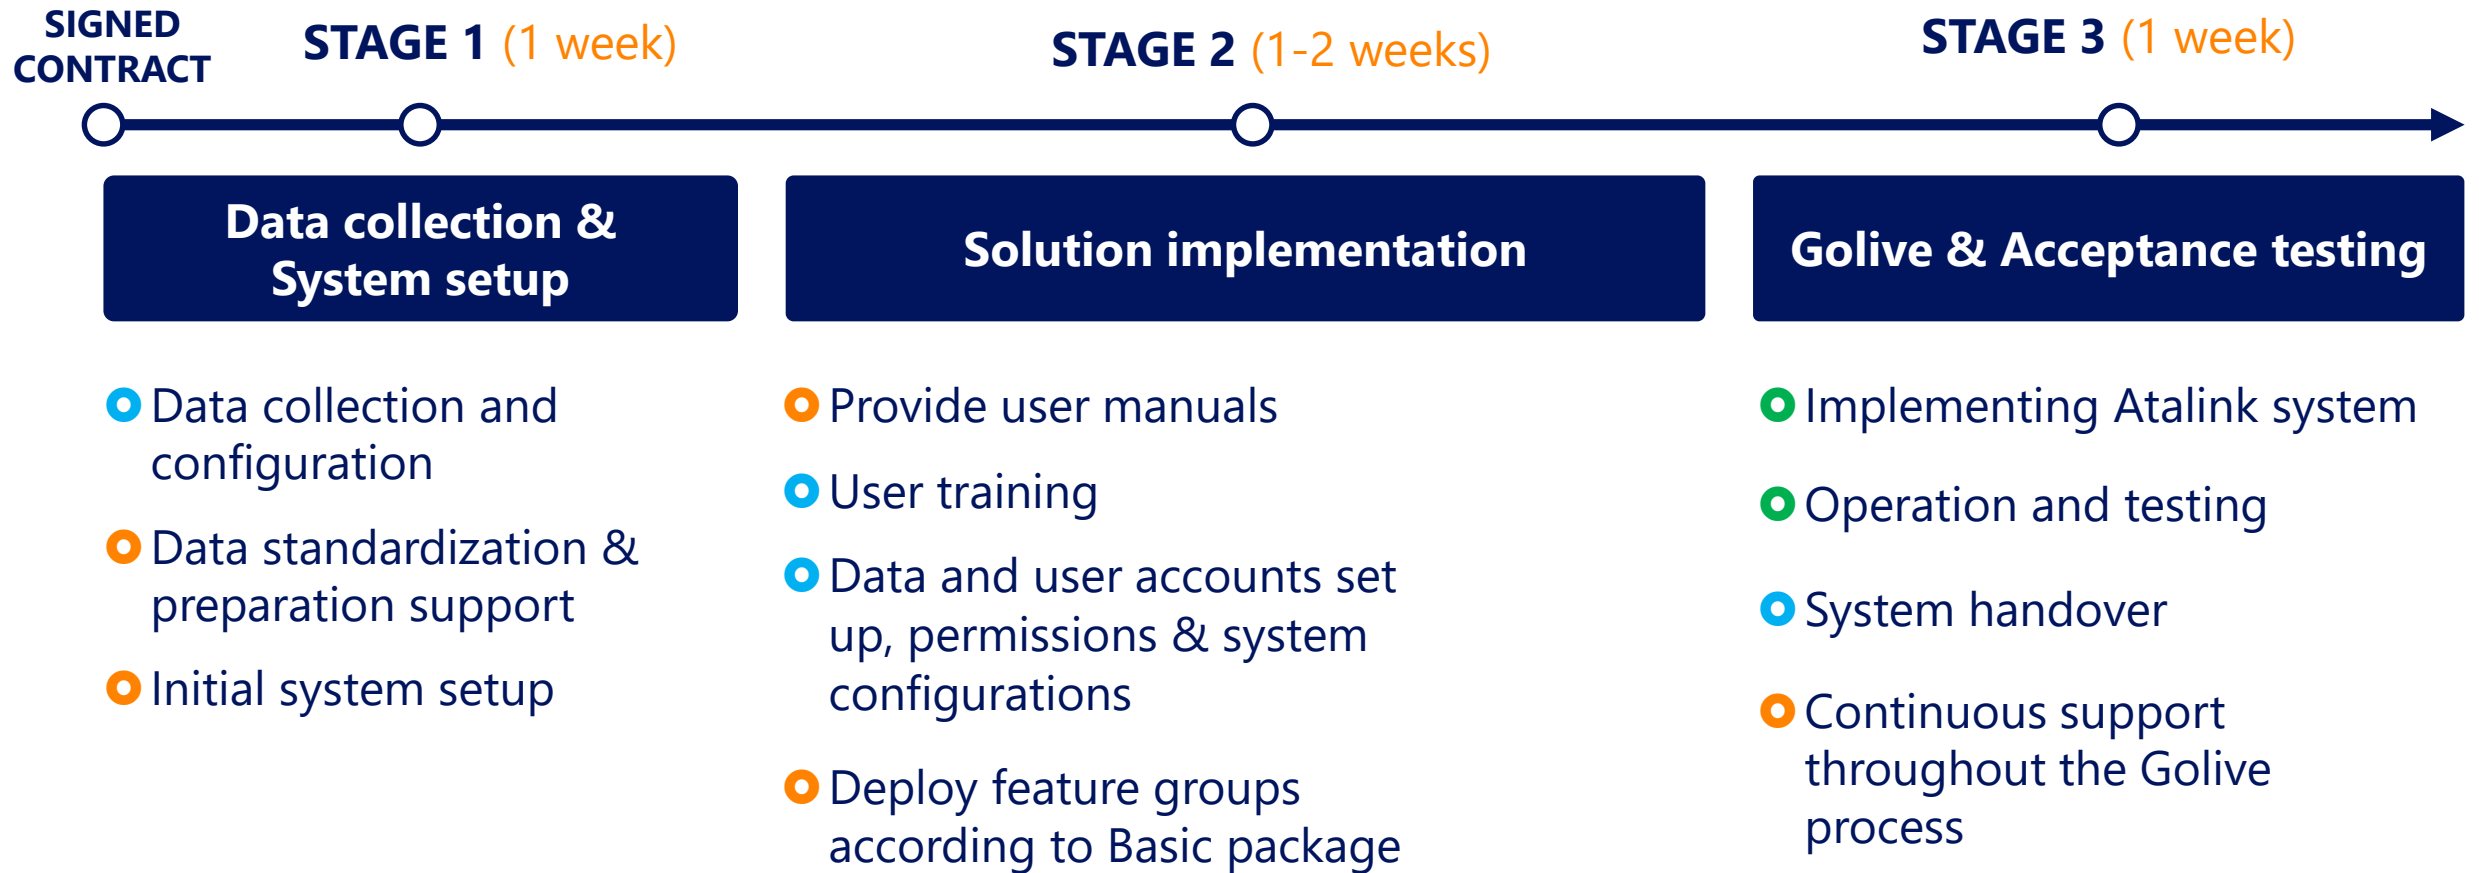 SIGNED
CONTRACT
STAGE 1 (1 week)
STAGE 2 (1-2 weeks)
STAGE 3 (1 week)
Data collection &
System setup
Solution implementation
Golive & Acceptance testing
Data collection and
configuration
Data standardization &
preparation support
Initial system setup
Provide user manuals
User training
Data and user accounts set
up, permissions & system
configurations
Deploy feature groups
according to Basic package
Implementing Atalink system
Operation and testing
System handover
Continuous support
throughout the Golive
process